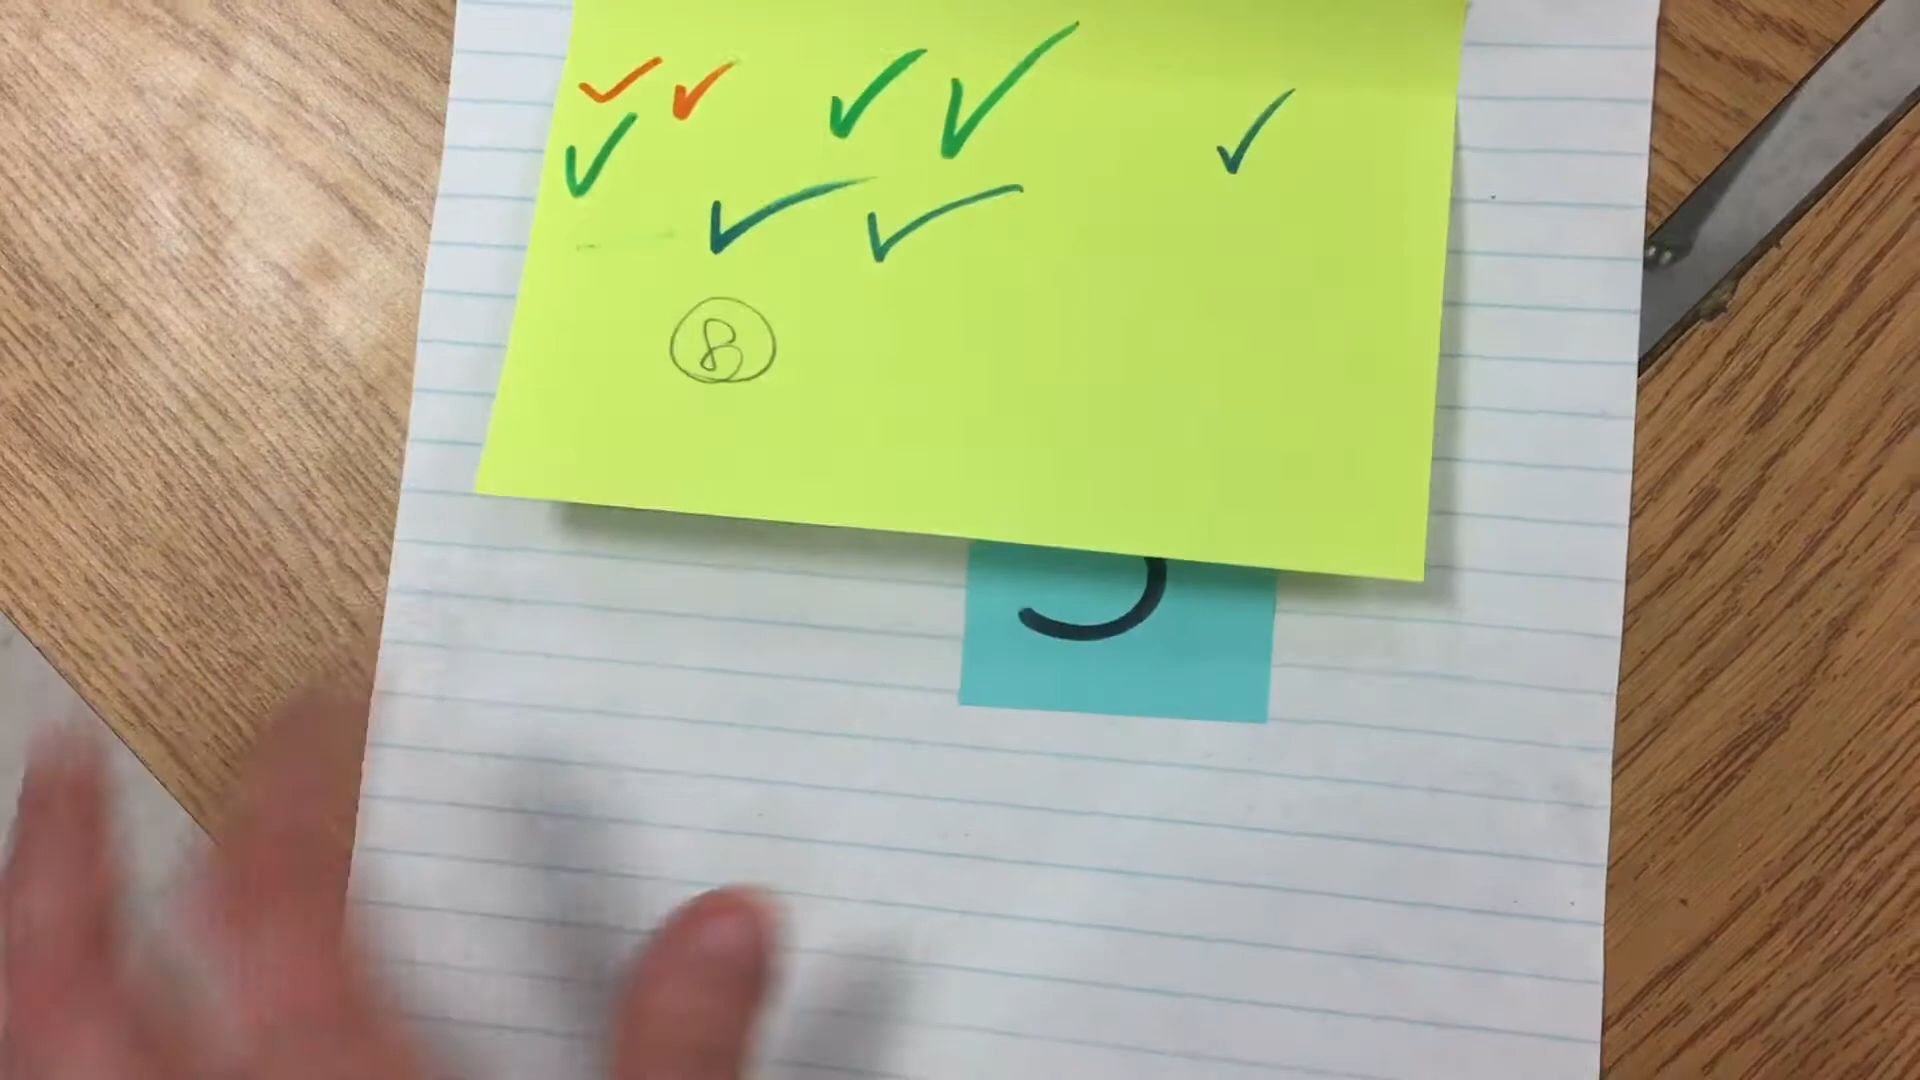 ✓ ✓ ✓ ✓ ✓
✓ ✓ ✓
8